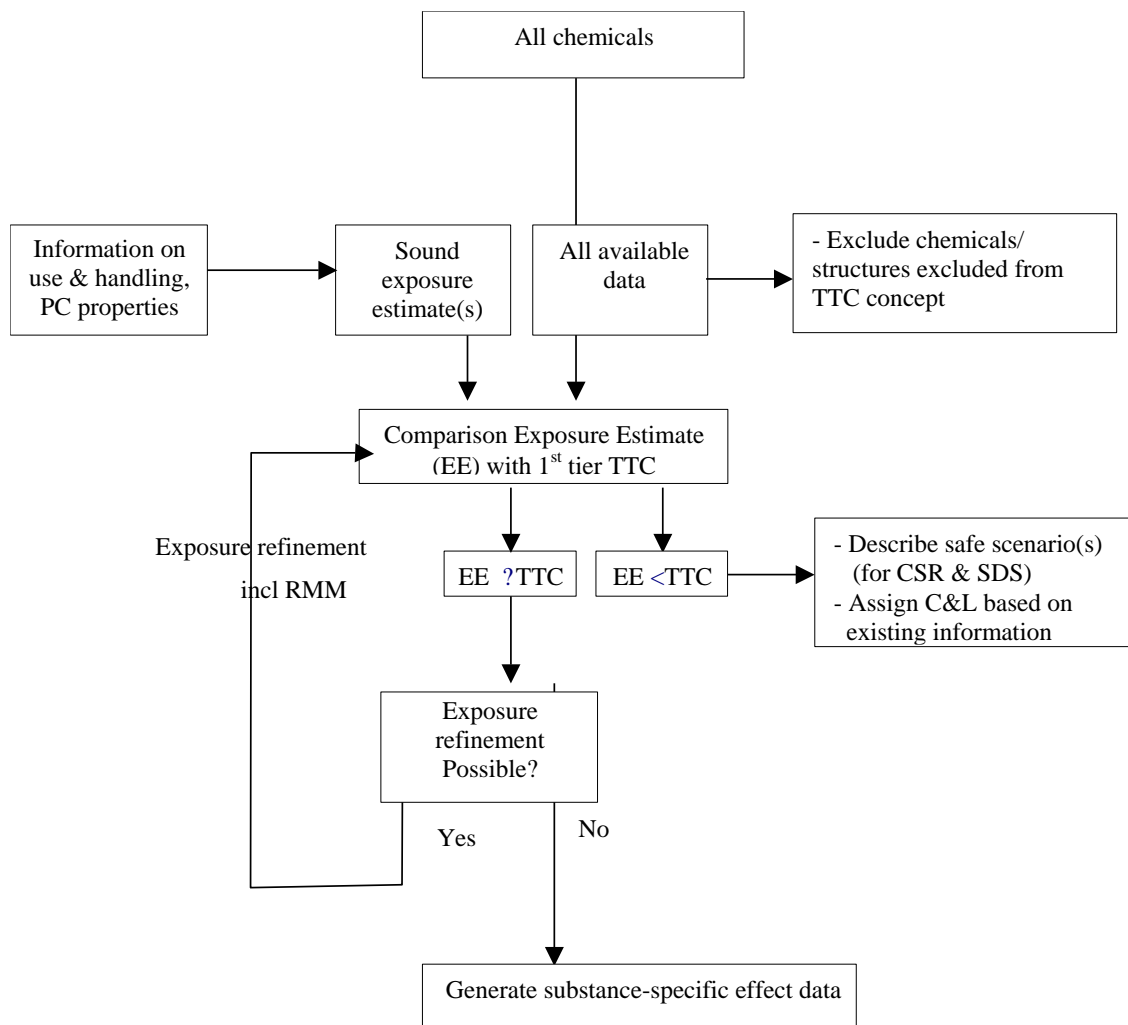 All chemicals
Information on
use & handling,
PC properties
Sound
exposure
estimate(s)
All available
data
- Exclude chemicals/
structures excluded from
TTC concept
Comparison Exposure Estimate
(EE) with 1st tier TTC
Exposure refinement
incl RMM
EE ?TTC
EE <TTC
- Describe safe scenario(s)
(for CSR & SDS)
- Assign C&L based on
existing information
Exposure
refinement
Possible?
Yes
No
Generate substance-specific effect data